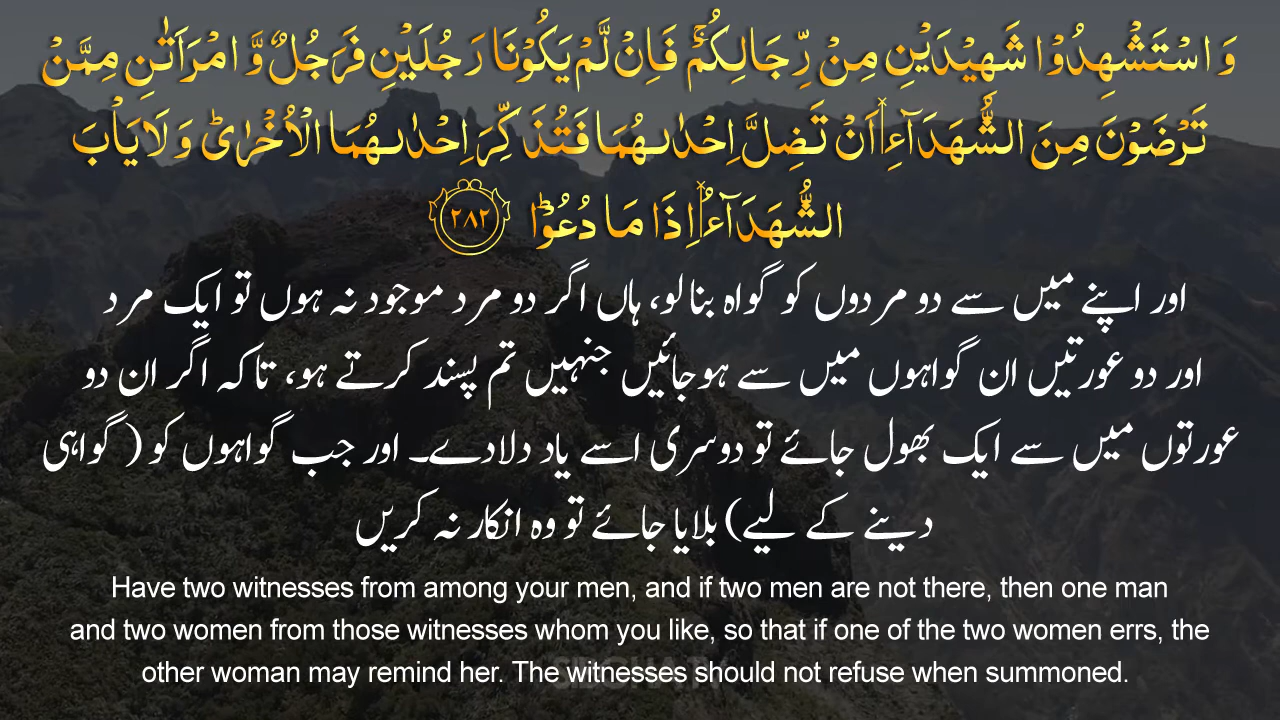 وَ اسْتَشْهِدُوْا شَهِیْدَیْنِ مِنْ رِّجَالِكُمْۚ فَاِنْ لَّمْ یَكُوْنَا رَجُلَیْنِ فَرَجُلٌ وَّ امْرَاَتٰنِ مِمَّنْ
تَرْضَوْنَ مِنَ الشُّهَدَآءِ اَنْ تَضِلَّ اِحْدٰىهُمَا فَتُذَكِّرَ اِحْدٰىهُمَا الْاُخْرٰىؕ وَ لَا یَاْبَ
الشُّهَدَآءُ اِذَا مَا دُعُوْاؕ ۲۸۲
اور اپنے میں سے دو مردوں کو گواہ بنالو، ہاں اگر دو مرد موجود نہ ہوں تو ایک مرد
اور دو عورتیں ان گواہوں میں سے ہوجائیں جنہیں تم پسند کرتے ہو، تاکہ اگر ان دو
عورتوں میں سے ایک بھول جائے تو دوسری اسے یاد دلادے۔ اور جب گواہوں کو (گواہی
دینے کے لیے) بلایا جائے تو وہ انکار نہ کریں
Have two witnesses from among your men, and if two men are not there, then one man
and two women from those witnesses whom you like, so that if one of the two women errs, the
other woman may remind her. The witnesses should not refuse when summoned.